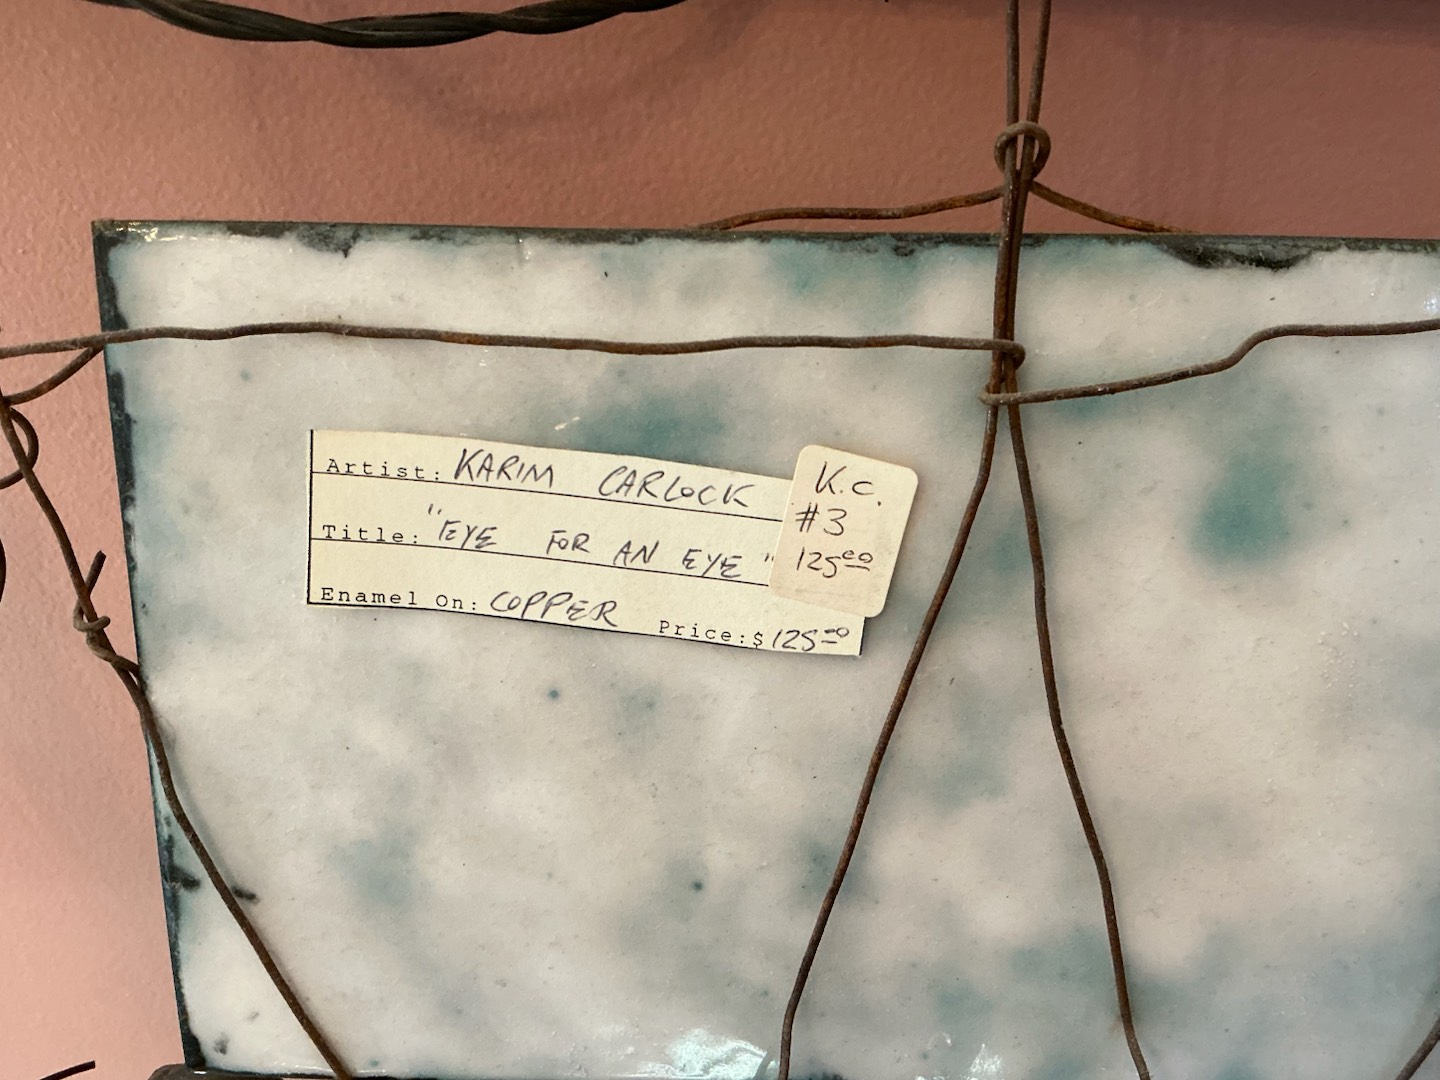 Artist: KARIM CARLOCK
Title: "EYE FOR AN EYE"
Enamel On: COPPER Price:$125.00
K.C.
#3
125.00